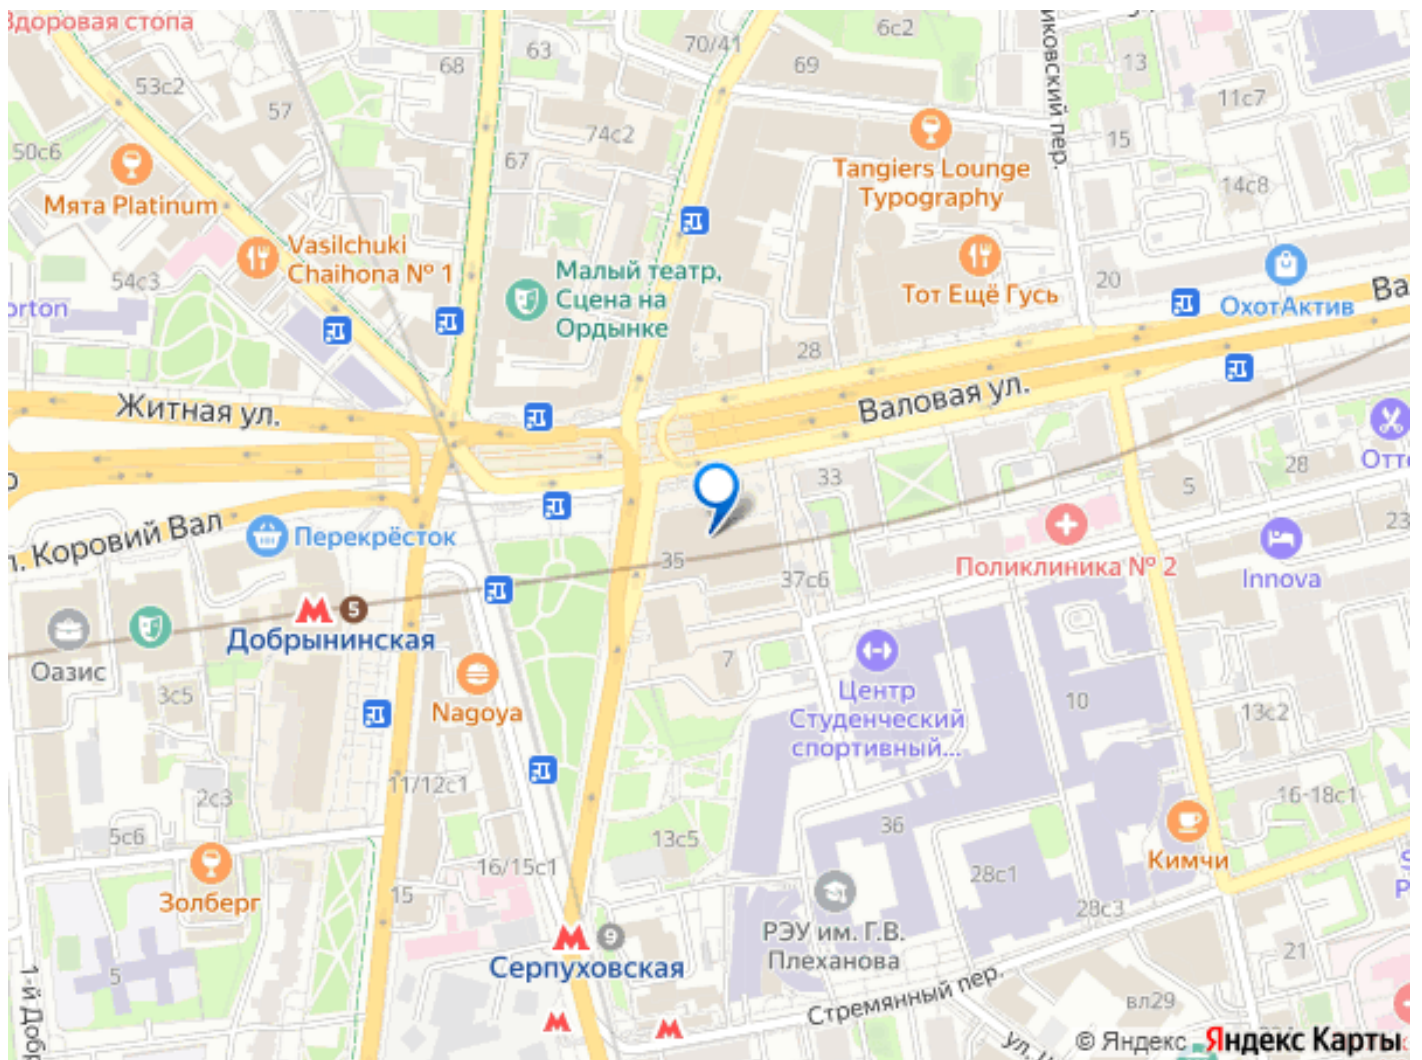 Здоровая стопа
53с2
57
50с6
Мята Platinum
68
63
70/41
74с2
67
69
6с2
13
11с7
15
14с8
Tangiers Lounge
Typography
Vasilchuki
Chaihona № 1
54с3
Малый театр,
Сцена на
Ордынке
Тот Ещё Гусь
20
ОхотАктив
28
Житная ул.
Валовая ул.
33
28
5
23
Коровий Вал
Перекрёсток
35
37с6
Поликлиника № 2
Innova
5
Добрынинская
Оазис
3с5
Nagoya
7
Центр
Студенческий
спортивный...
10
13с2
2с3
11/12с1
5с6
Золберг
13с5
16/15с1
15
36
28с1
16-18с1
Кимчи
28с3
РЭУ им. Г.В.
Плеханова
9
Серпуховская
21
5
Стремянный пер.
вл29
© Яндекс Яндекс Карты